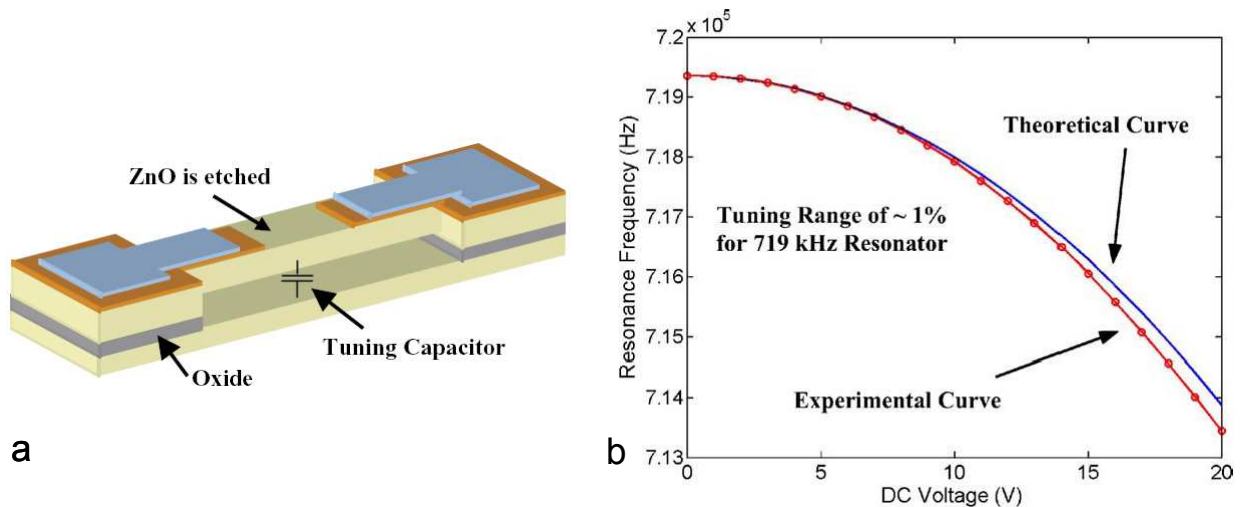 ZnO is etched
Tuning Capacitor
Oxide
a
7.2 x 10^5
7.19
7.18
7.17
7.16
7.15
7.14
7.13
Resonance Frequency (Hz)
Theoretical Curve
Tuning Range of ~ 1%
for 719 kHz Resonator
Experimental Curve
0
5
10
15
20
DC Voltage (V)
b